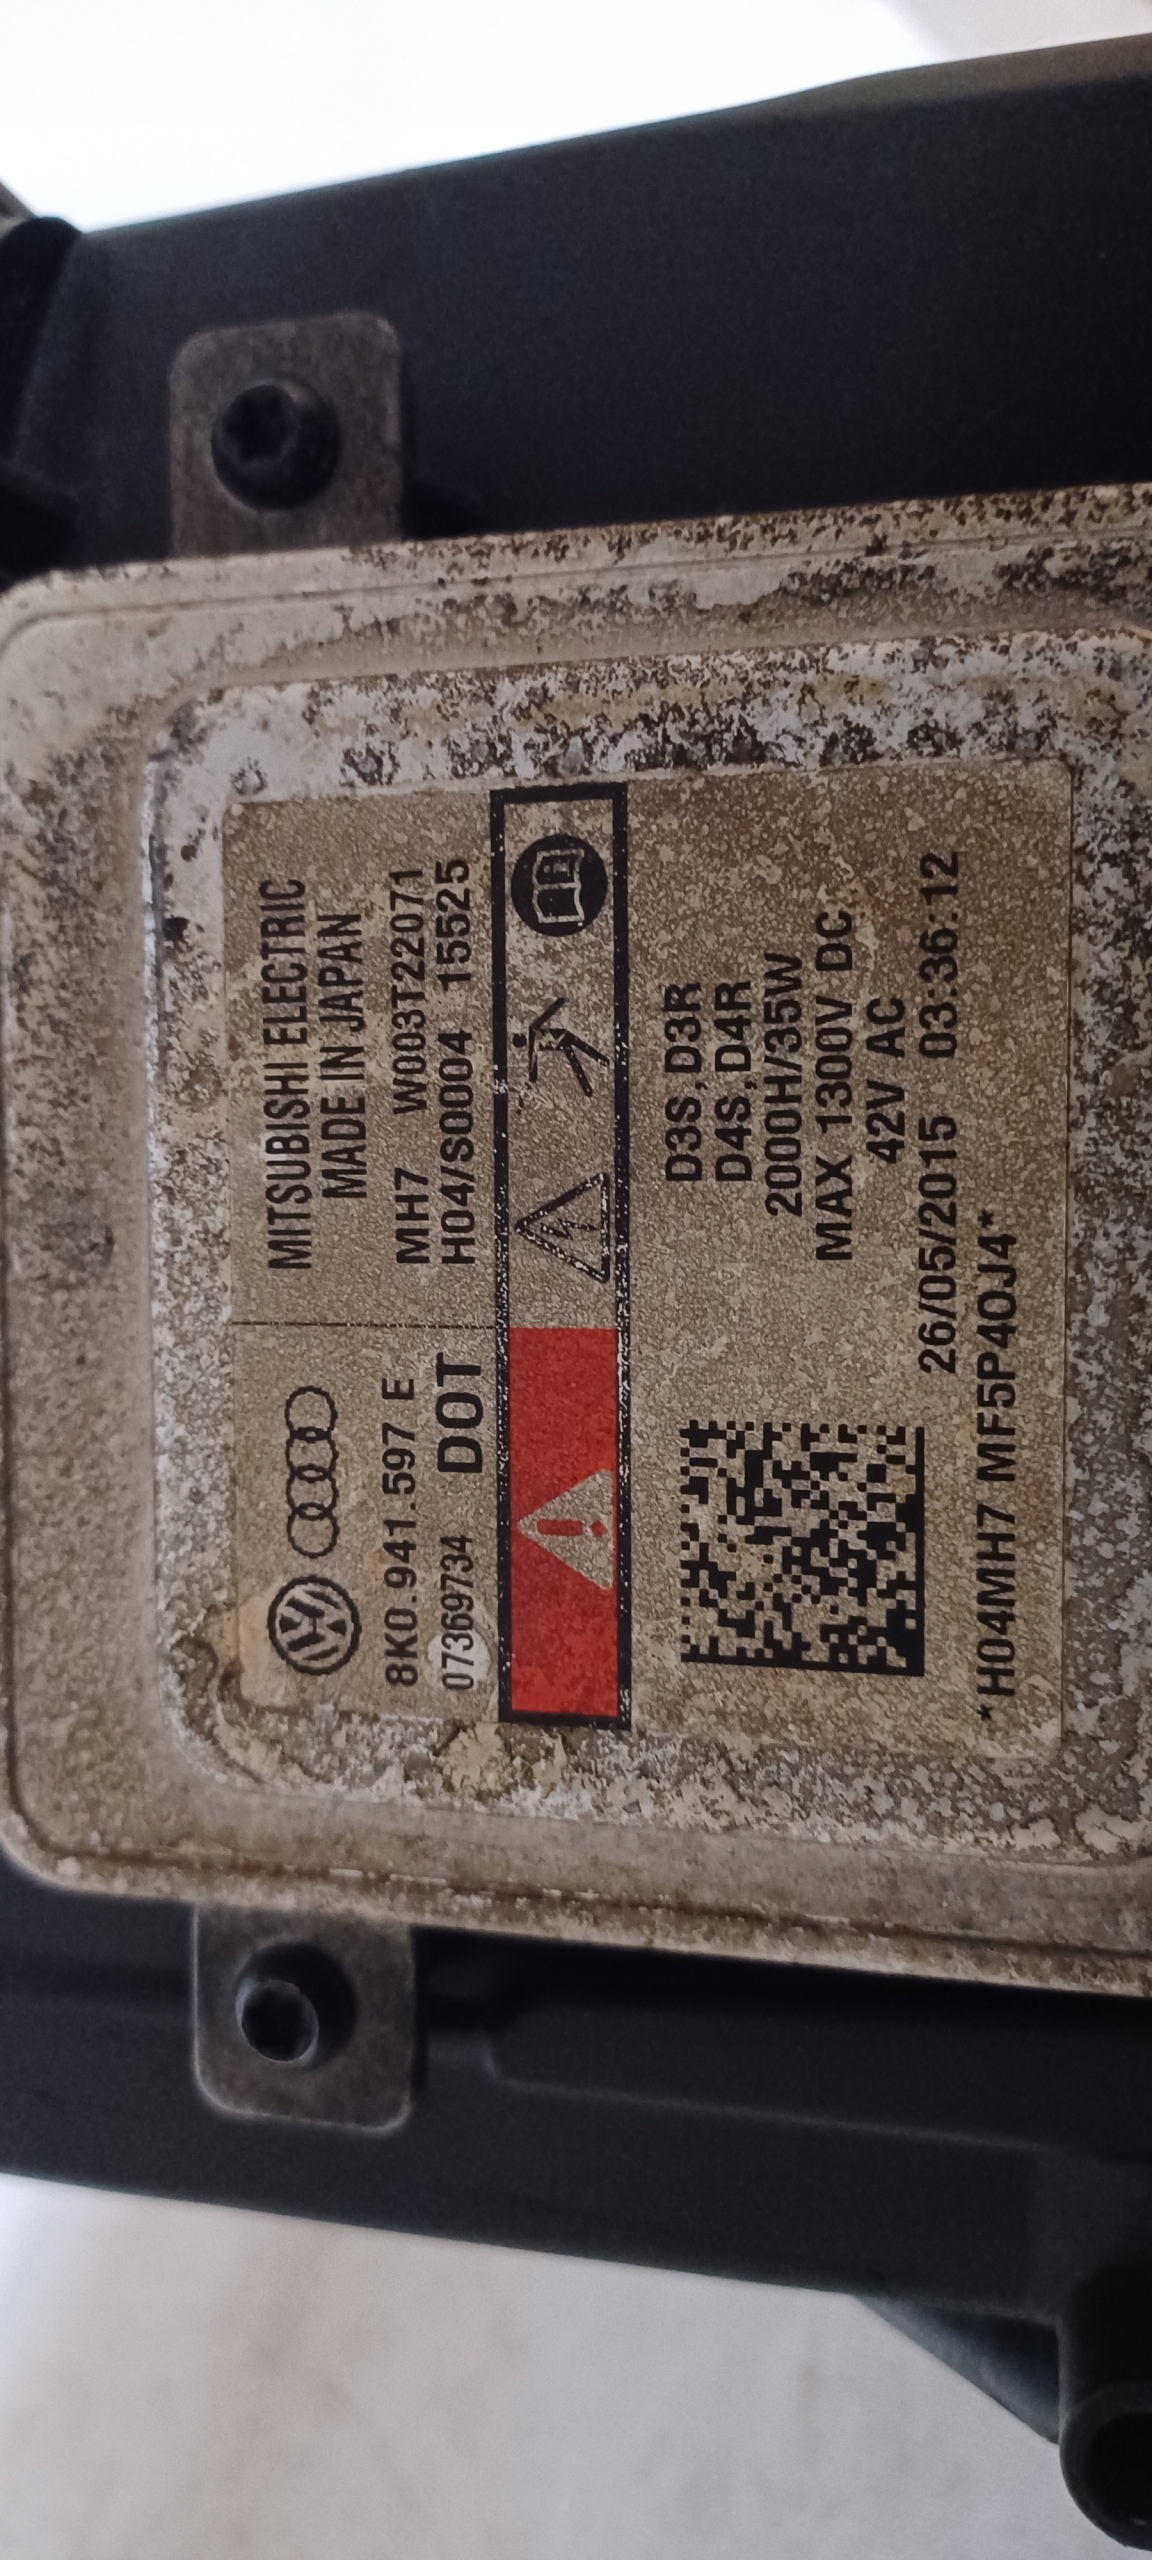 MITSUBISHI ELECTRIC
MADE IN JAPAN
8K0.941.597 E
MH7 W003T22071
07369734 DOT
H04/S0004 15525
D3S,D3R
D4S,D4R
2000H/35W
MAX 1300V DC
42V AC
26/05/2015 03:36:12
*H04MH7 MF5P4OJ4*